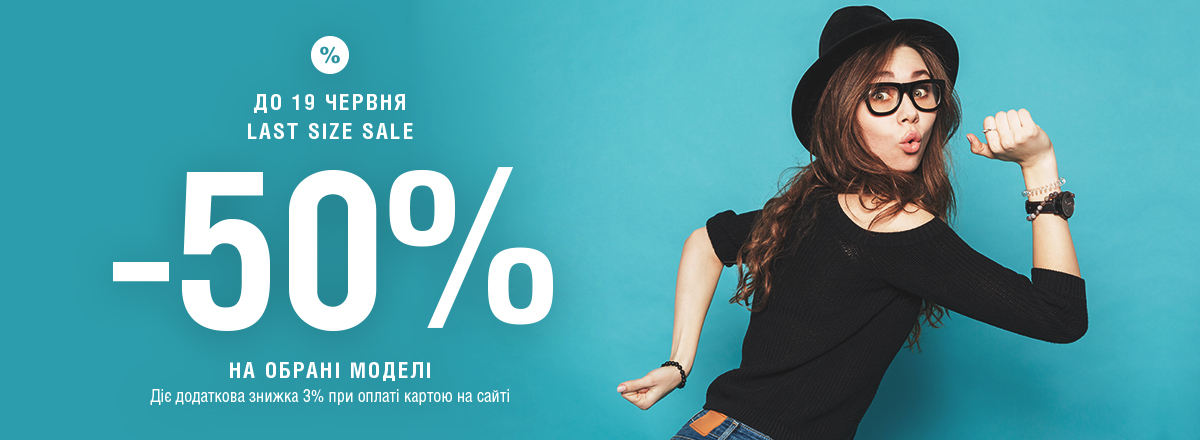 %
ДО 19 ЧЕРВНЯ
LAST SIZE SALE
-50%
НА ОБРАНІ МОДЕЛІ
Діє додаткова знижка 3% при оплаті картою на сайті